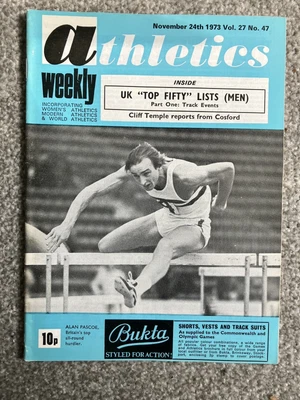 November 24th 1973 Vol. 27 No. 47
athletics
weekly
INCORPORATING
WOMEN'S ATHLETICS
MODERN ATHLETICS
& WORLD ATHLETICS
INSIDE
UK "TOP FIFTY" LISTS (MEN)
Part One: Track Events
Cliff Temple reports from Cosford
10p
ALAN PASCOE,
Britain's top
all-round
hurdler.
Bukta
STYLED FOR ACTION!
SHORTS, VESTS AND TRACK SUITS
As supplied to the Commonwealth and
Olympic Games